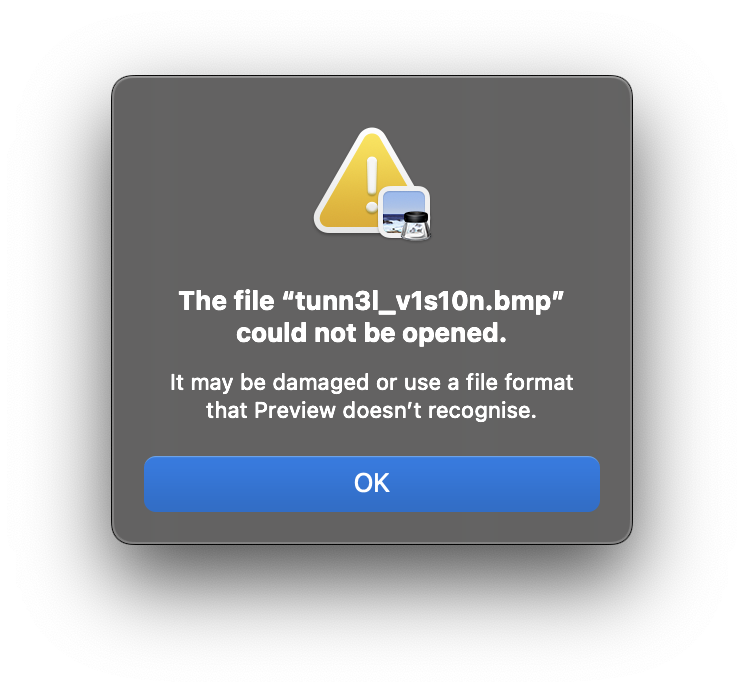 The file “tunn3l_v1s10n.bmp”
could not be opened.
It may be damaged or use a file format
that Preview doesn’t recognise.
OK